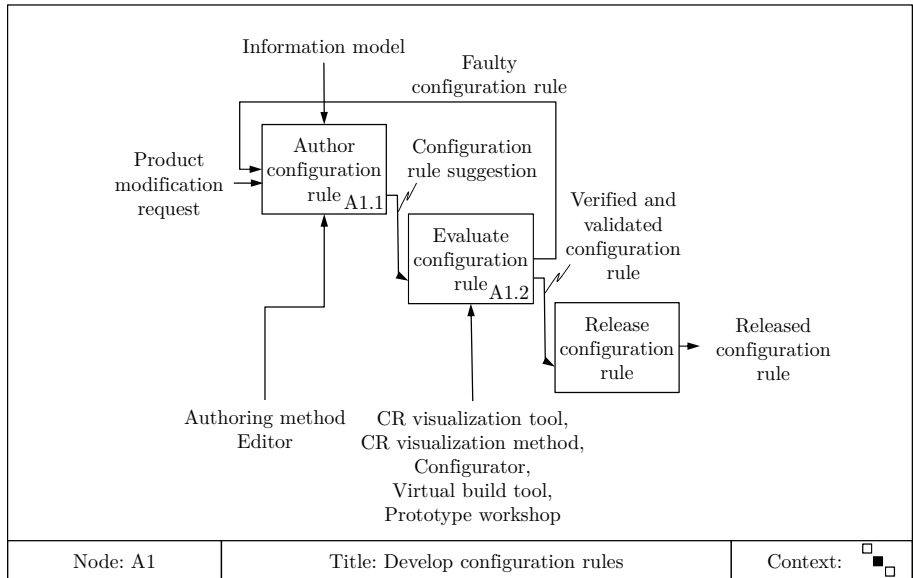 Information model
Faulty
configuration rule
Author
configuration
rule
A1.1
Product
modification
request
Configuration
rule suggestion
Evaluate
configuration
rule
A1.2
Verified and
validated
configuration
rule
Release
configuration
rule
Released
configuration
rule
Authoring method
Editor
CR visualization tool,
CR visualization method,
Configurator,
Virtual build tool,
Prototype workshop
Node: A1
Title: Develop configuration rules
Context: